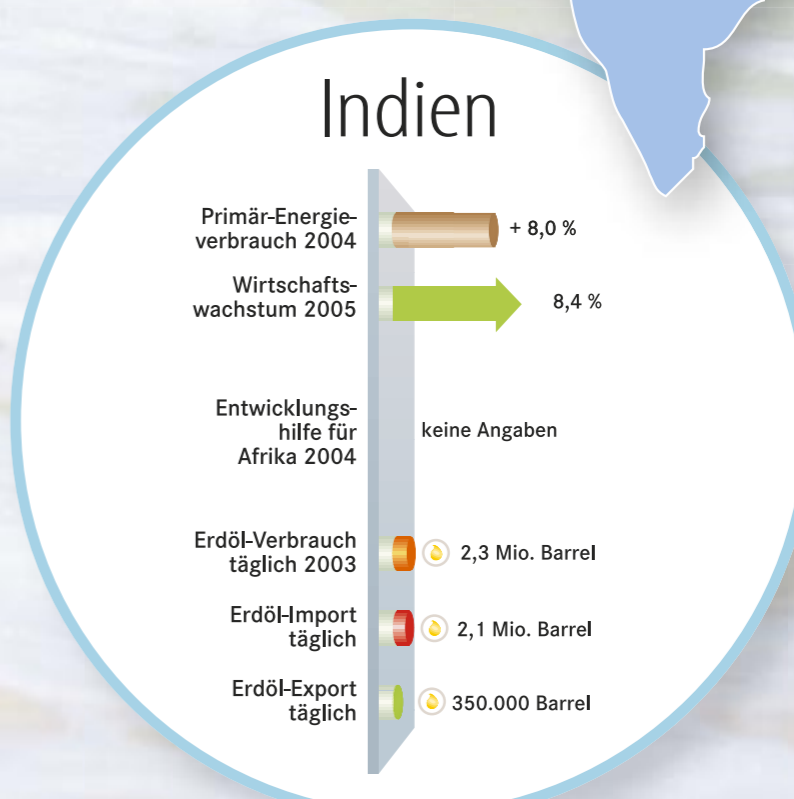 Indien
Primär-Energie-
verbrauch 2004
+ 8,0 %
Wirtschafts-
wachstum 2005
8,4 %
Entwicklungs-
hilfe für
Afrika 2004
keine Angaben
Erdöl-Verbrauch
täglich 2003
2,3 Mio. Barrel
Erdöl-Import
täglich
2,1 Mio. Barrel
Erdöl-Export
täglich
350.000 Barrel